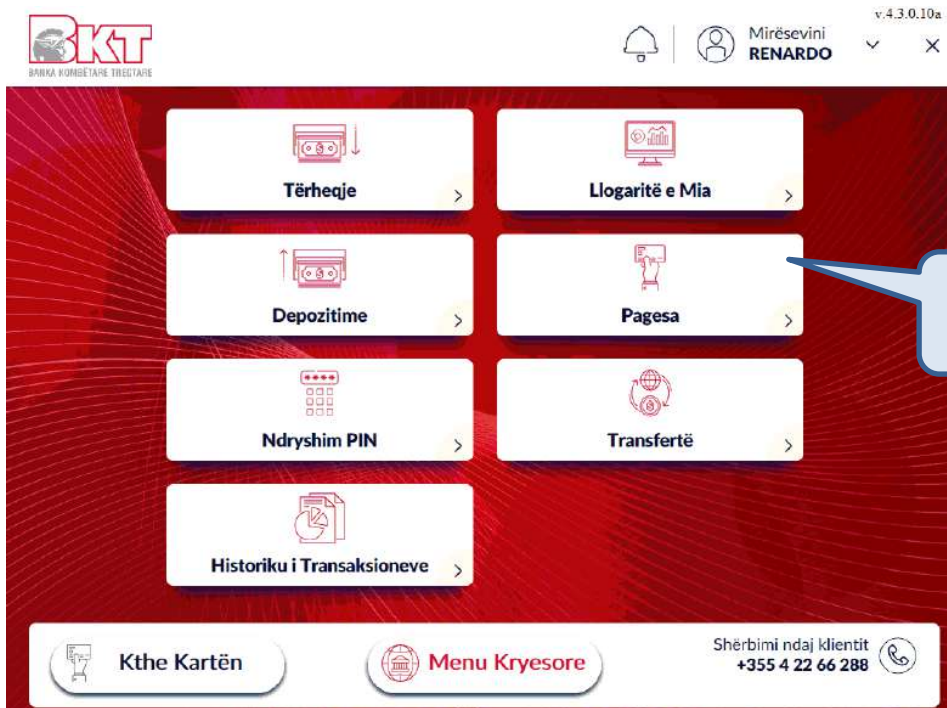 v.4.3.0.10a
BKT
BANKA KOMBËTARE TREGTARE
Mirësevini
RENARDO
Tërheqje
Llogaritë e Mia
Depozitime
Pagesa
Ndryshim PIN
Transfertë
Historiku i Transaksioneve
Kthe Kartën
Menu Kryesore
Shërbimi ndaj klientit
+355 4 22 66 288